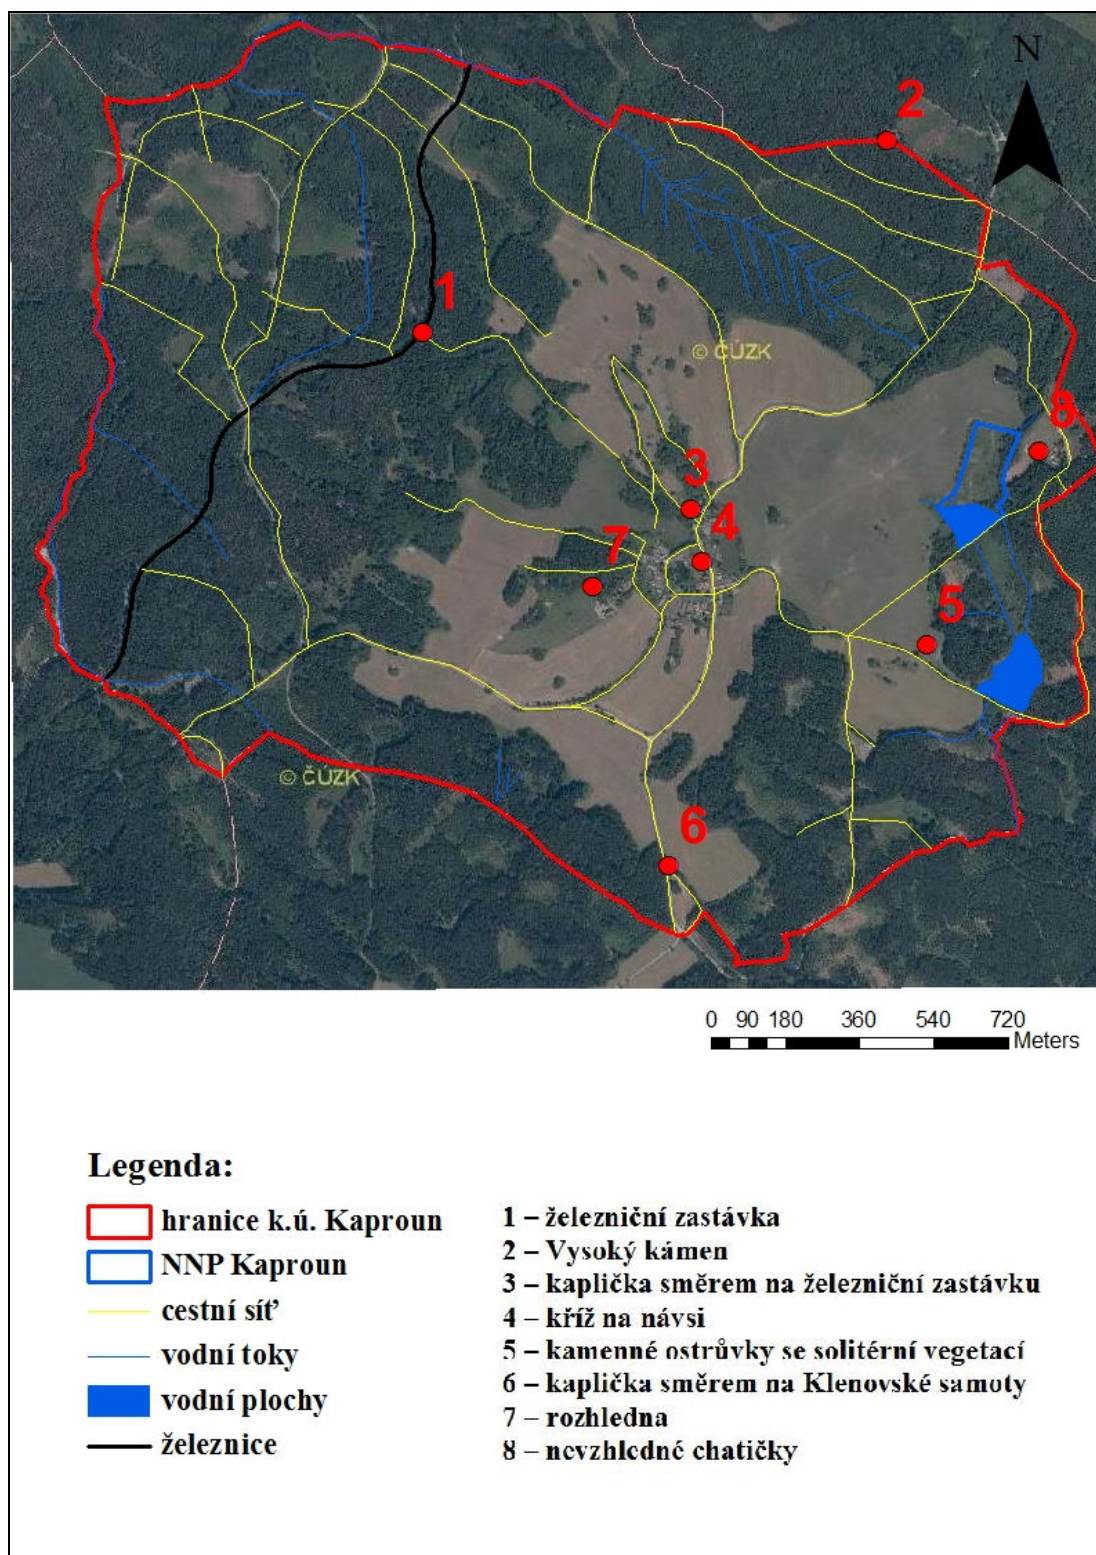 N
2
1
© ČÚZK
8
3
4
7
5
© ČÚZK
6
0 90 180 360 540 720
Meters
Legenda:
hranice k.ú. Kaproun
NNP Kaproun
cestní síť
vodní toky
vodní plochy
železnice
1 – železniční zastávka
2 – Vysoký kámen
3 – kaplička směrem na železniční zastávku
4 – kříž na návsi
5 – kamenné ostrůvky se solitérní vegetací
6 – kaplička směrem na Klenovské samoty
7 – rozhledna
8 – nevzhledné chatičky